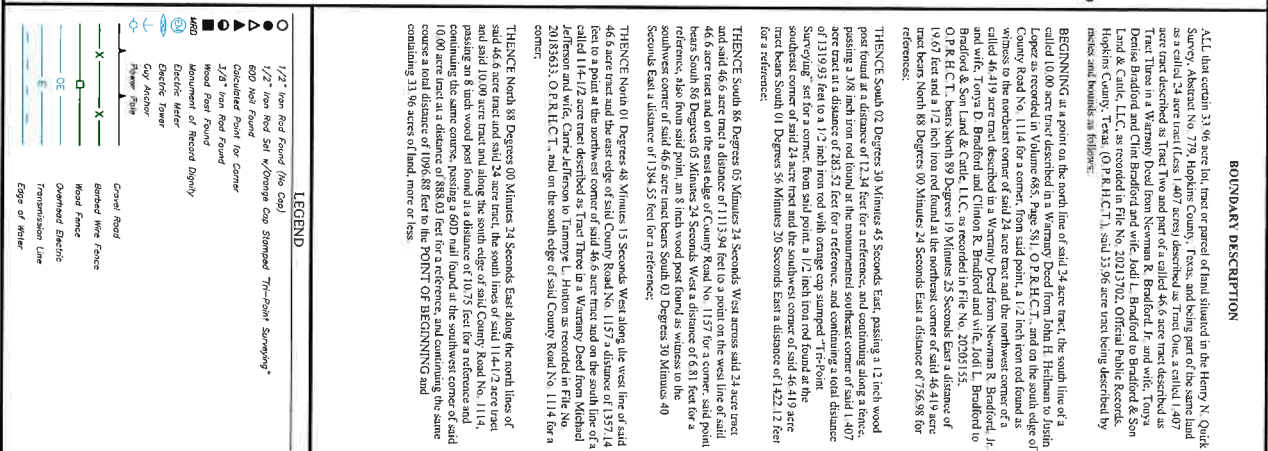 BOUNDARY DESCRIPTION
ALL that certain 33.96 acre lot, tract or parcel of land situated in the Henry N. Quirk
Survey, Abstract No. 779, Hopkins County, Texas, and being part of the same land
as a called 24 acre tract (Less 1.407 acres) described as Tract One, a called 1.407
acre tract described as Tract Two and part of a called 46.6 acre tract described as
Tract Three in a Warranty Deed from Newman R. Bradford, Jr. and wife, Tonya
Denise Bradford and Clint Bradford and wife, Jodi L. Bradford to Bradford & Son
Land & Cattle, LLC, as recorded in File No. 20213702, Official Public Records,
Hopkins County, Texas, (O.P.R.H.C.T.), said 33.96 acre tract being described by
metes and bounds as follows:
BEGINNING at a point on the north line of said 24 acre tract, the south line of a
called 10.00 acre tract described in a Warranty Deed from John H. Heilman to Justin
Lopez as recorded in Volume 685, Page 581, O.P.R.H.C.T., and on the south edge of
County Road No. 1114 for a corner, from said point, a 1/2 inch iron rod found as
witness to the northeast corner of said 24 acre tract and the northwest corner of a
called 46.419 acre tract described in a Warranty Deed from Newman R. Bradford, Jr.
and wife, Tonya D. Bradford and Clinton R. Bradford and wife, Jodi L. Bradford to
Bradford & Son Land & Cattle, LLC, as recorded in File No. 20205155,
O.P.R.H.C.T., bears North 89 Degrees 19 Minutes 25 Seconds East a distance of
19.67 feet and a 1/2 inch iron rod found at the northeast corner of said 46.419 acre
tract bears North 88 Degrees 00 Minutes 24 Seconds East a distance of 756.98 for
references;
THENCE South 02 Degrees 30 Minutes 45 Seconds East, passing a 12 inch wood
post found at a distance of 12.34 feet for a reference, and continuing along a fence,
passing a 3/8 inch iron rod found at the monumented southeast corner of said 1.407
acre tract at a distance of 283.52 feet for a reference, and continuing a total distance
of 1319.93 feet to a 1/2 inch iron rod with orange cap stamped "Tri-Point
Surveying" set for a corner, from said point, a 1/2 inch iron rod found at the
southeast corner of said 24 acre tract and the southwest corner of said 46.419 acre
tract bears South 01 Degrees 56 Minutes 20 Seconds East a distance of 1422.12 feet
for a reference;
THENCE South 86 Degrees 05 Minutes 24 Seconds West across said 24 acre tract
and said 46.6 acre tract a distance of 1113.94 feet to a point on the west line of said
46.6 acre tract and on the east edge of County Road No. 1157 for a corner, said point
bears South 86 Degrees 05 Minutes 24 Seconds West a distance of 6.81 feet for a
reference, also from said point, an 8 inch wood post found as witness to the
southwest corner of said 46.6 acre tract bears South 03 Degrees 30 Minutes 40
Seconds East a distance of 1384.55 feet for a reference;
THENCE North 01 Degrees 48 Minutes 15 Seconds West along the west line of said
46.6 acre tract and the east edge of said County Road No. 1157 a distance of 1357.14
feet to a point at the northwest corner of said 46.6 acre tract and on the south line of a
called 114-1/2 acre tract described as Tract Three in a Warranty Deed from Michael
Jefferson and wife, Carrie Jefferson to Tammye L. Hutton as recorded in File No.
20183633, O.P.R.H.C.T., and on the south edge of said County Road No. 1114 for a
corner;
THENCE North 88 Degrees 00 Minutes 24 Seconds East along the north lines of
said 46.6 acre tract and said 24 acre tract, the south lines of said 114-1/2 acre tract
and said 10.00 acre tract and along the south edge of said County Road No. 1114,
passing an 8 inch wood post found at a distance of 10.75 feet for a reference and
continuing the same course, passing a 60D nail found at the southwest corner of said
10.00 acre tract at a distance of 888.03 feet for a reference, and continuing the same
course a total distance of 1096.88 feet to the POINT OF BEGINNING and
containing 33.96 acres of land, more or less.
LEGEND
1/2" Iron Rod Found (No Cap)
1/2" Iron Rod Set w/Orange Cap Stamped "Tri-Point Surveying"
60D Nail Found
Calculated Point for Corner
3/8" Iron Rod Found
Wood Post Found
MRD Monument of Record Dignity
EM Electric Meter
Electric Tower
Guy Anchor
Power Pole
Gravel Road
X X Barbed Wire Fence
Wood Fence
OE Overhead Electric
E Transmission Line
Edge of Water